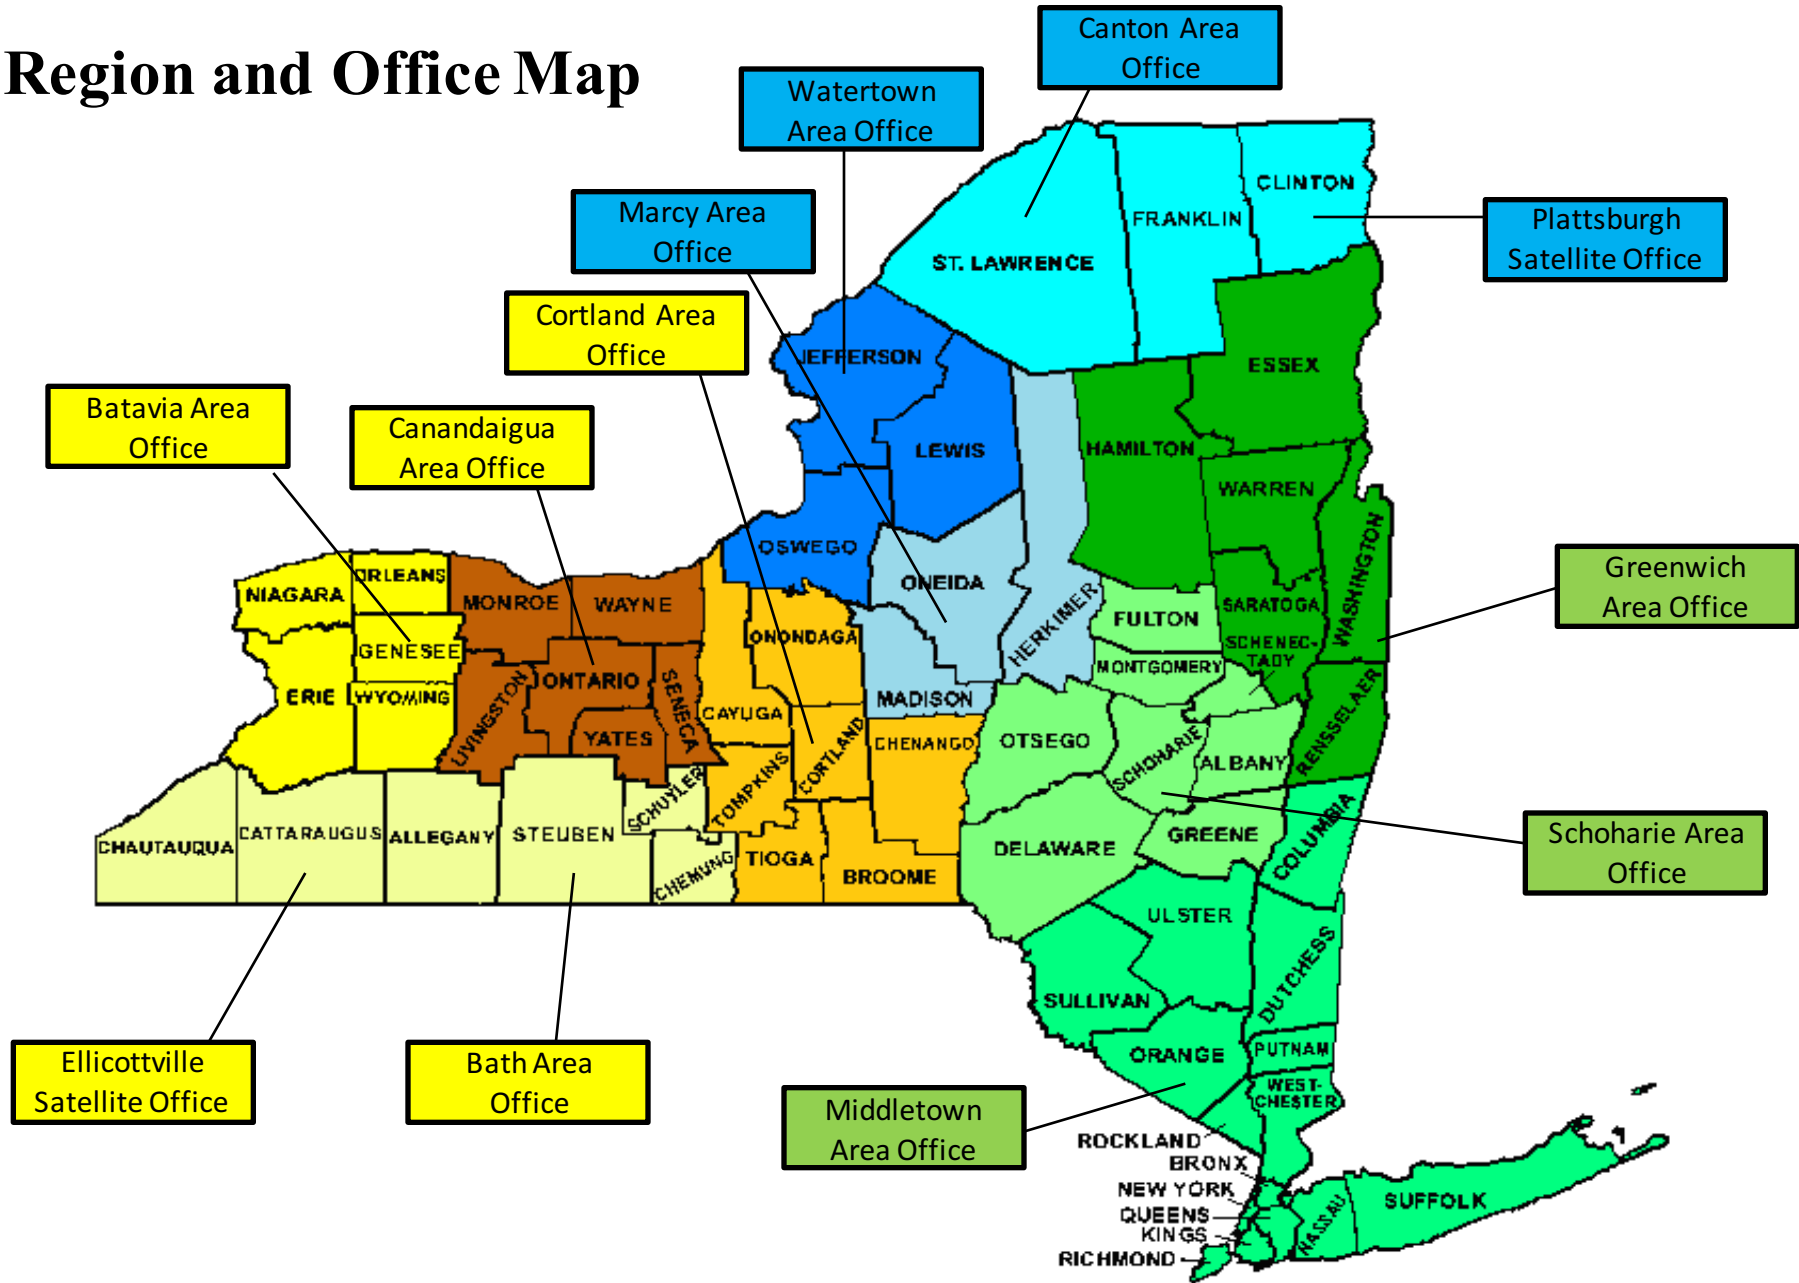 Region and Office Map
Canton Area
Office
Watertown
Area Office
Marcy Area
Office
Plattsburgh
Satellite Office
Cortland Area
Office
Batavia Area
Office
Canandaigua
Area Office
Greenwich
Area Office
Schoharie Area
Office
Ellicottville
Satellite Office
Bath Area
Office
Middletown
Area Office
CLINTON
FRANKLIN
ST. LAWRENCE
JEFFERSON
ESSEX
LEWIS
HAMILTON
WARREN
WASHINGTON
OSWEGO
ONEIDA
HERKIMER
FULTON
SARATOGA
SCHENEC-
TADY
MONTGOMERY
NIAGARA
ORLEANS
MONROE
WAYNE
GENESEE
ERIE
WYOMING
LIVINGSTON
ONTARIO
SENECA
YATES
CAYUGA
ONONDAGA
MADISON
CORTLAND
CHENANGO
TOMPKINS
OTSEGO
SCHOHARIE
ALBANY
RENSSELAER
CHAUTAUQUA
CATTARAUGUS
ALLEGANY
STEUBEN
SCHUYLER
CHEMUNG
TIOGA
BROOME
DELAWARE
GREENE
COLUMBIA
ULSTER
SULLIVAN
DUTCHESS
ORANGE
PUTNAM
WEST-
CHESTER
ROCKLAND
BRONX
NEW YORK
QUEENS
KINGS
RICHMOND
NASSAU
SUFFOLK